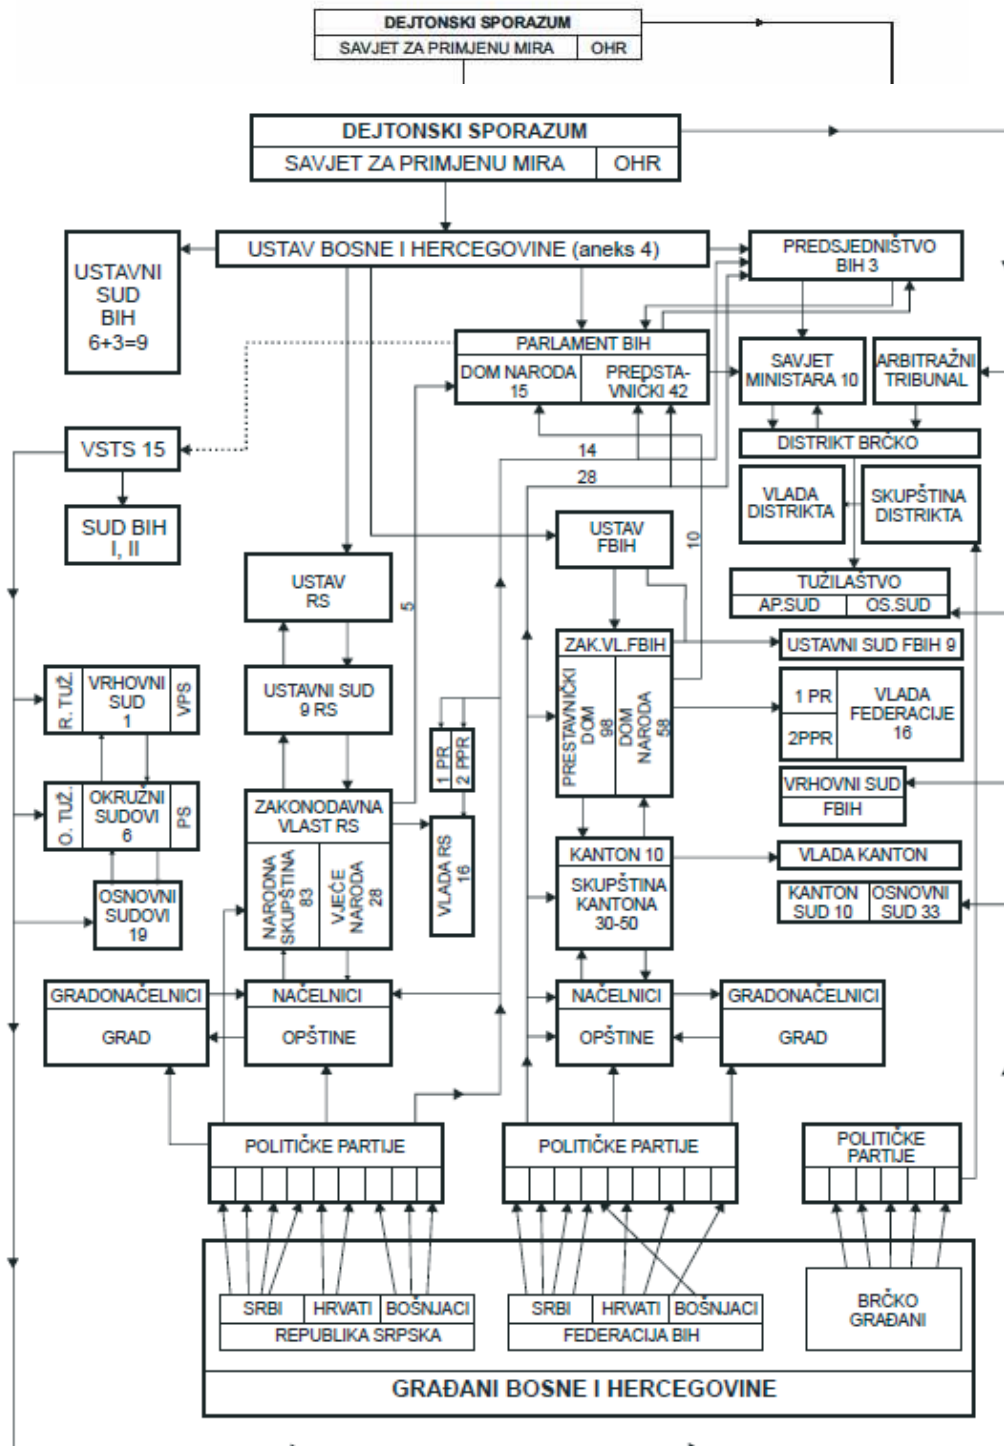 DEJTONSKI SPORAZUM
SAVJET ZA PRIMJENU MIRA OHR
DEJTONSKI SPORAZUM
SAVJET ZA PRIMJENU MIRA OHR
USTAV BOSNE I HERCEGOVINE (aneks 4)
PREDSJEDNIŠTVO
BIH 3
USTAVNI
SUD
BIH
6+3=9
PARLAMENT BIH
DOM NARODA
15
PREDSTA-
VNIČKI 42
SAVJET
MINISTARA 10
ARBITRAŽNI
TRIBUNAL
DISTRIKT BRČKO
VSTS 15
14
28
VLADA
DISTRIKTA
SKUPŠTINA
DISTRIKTA
SUD BIH
I, II
USTAV
FBIH
10
USTAV
RS
5
TUŽILAŠTVO
AP.SUD OS.SUD
ZAK.VL.FBIH
PRESTAVNIČKI
DOM
98
DOM
NARODA
58
USTAVNI SUD FBIH 9
R. TUŽ.
VRHOVNI
SUD
1
VPS
USTAVNI SUD
9 RS
1 PR
2PPR
VLADA
FEDERACIJE
16
1 PR
2 PPR
VRHOVNI SUD
FBIH
O. TUŽ.
OKRUZNI
SUDOVI
6
PS
ZAKONODAVNA
VLAST RS
NARODNA
SKUPŠTINA
83
VJEĆE
NARODA
28
VLADA RS
16
KANTON 10
SKUPŠTINA
KANTONA
30-50
VLADA KANTON
OSNOVNI
SUDOVI
19
KANTON
SUD 10
OSNOVNI
SUD 33
GRADONAČELNICI
GRAD
NAČELNICI
OPŠTINE
NAČELNICI
OPŠTINE
GRADONAČELNICI
GRAD
POLITIČKE PARTIJE
POLITIČKE PARTIJE
POLITIČKE
PARTIJE
SRBI HRVATI BOŠNJACI
REPUBLIKA SRPSKA
SRBI HRVATI BOŠNJACI
FEDERACIJA BIH
BRČKO
GRAĐANI
GRAĐANI BOSNE I HERCEGOVINE